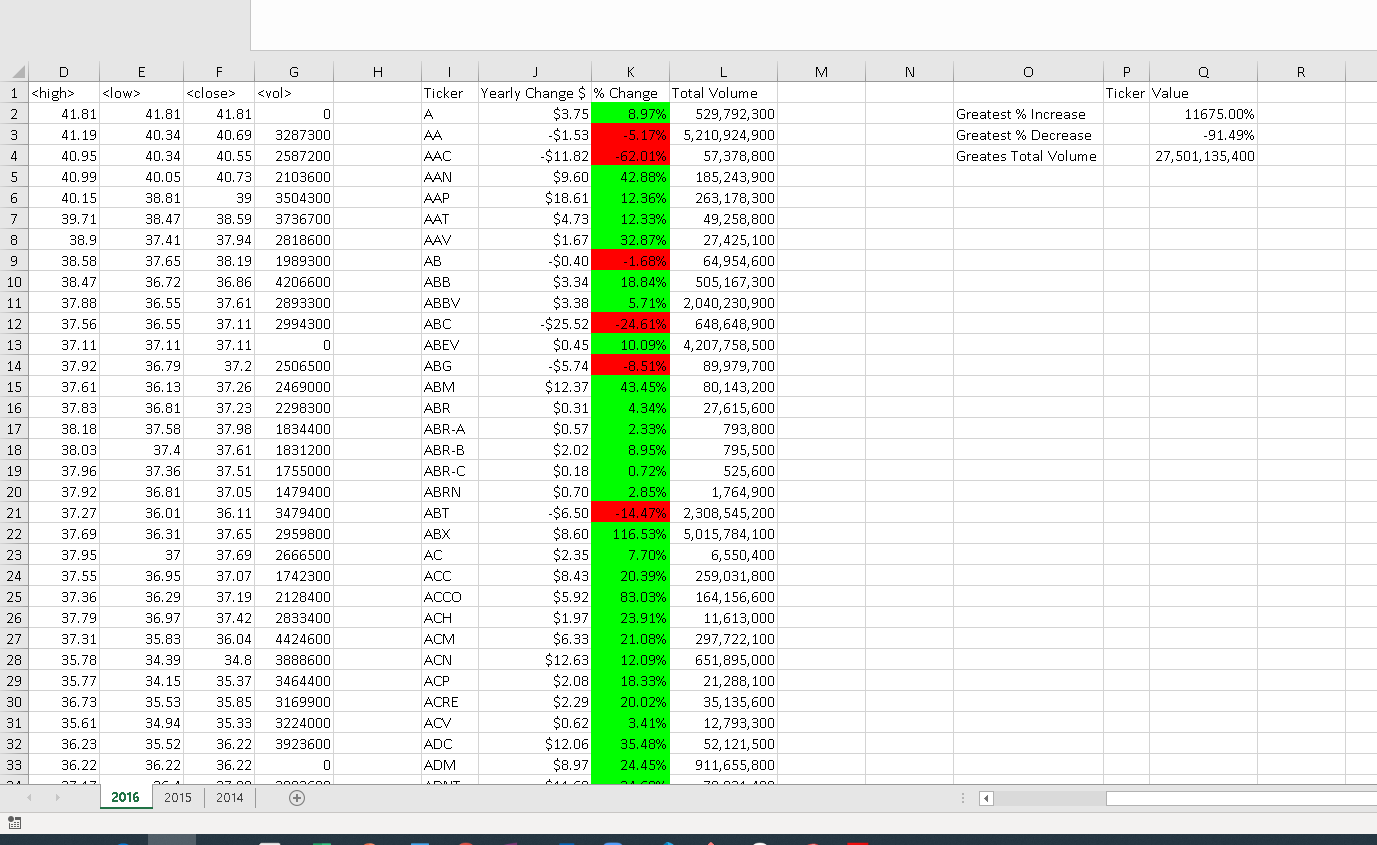 D E F G H I J K L M N O P Q R
1 <high> <low> <close> <vol> Ticker Yearly Change $ % Change Total Volume Ticker Value
2 41.81 41.81 41.81 0 A $3.75 8.97% 529,792,300 Greatest % Increase 11675.00%
3 41.19 40.34 40.69 3287300 AA -$1.53 -5.17% 5,210,924,900 Greatest % Decrease -91.49%
4 40.95 40.34 40.55 2587200 AAC -$11.82 -62.01% 57,378,800 Greates Total Volume 27,501,135,400
5 40.99 40.05 40.73 2103600 AAN $9.60 42.88% 185,243,900
6 40.15 38.81 39 3504300 AAP $18.61 12.36% 263,178,300
7 39.71 38.47 38.59 3736700 AAT $4.73 12.33% 49,258,800
8 38.9 37.41 37.94 2818600 AAV $1.67 32.87% 27,425,100
9 38.58 37.65 38.19 1989300 AB -$0.40 -1.68% 64,954,600
10 38.47 36.72 36.86 4206600 ABB $3.34 18.84% 505,167,300
11 37.88 36.55 37.61 2893300 ABBV $3.38 5.71% 2,040,230,900
12 37.56 36.55 37.11 2994300 ABC -$25.52 -24.61% 648,648,900
13 37.11 37.11 37.11 0 ABEV $0.45 10.09% 4,207,758,500
14 37.92 36.79 37.2 2506500 ABG -$5.74 -8.51% 89,979,700
15 37.61 36.13 37.26 2469000 ABM $12.37 43.45% 80,143,200
16 37.83 36.81 37.23 2298300 ABR $0.31 4.34% 27,615,600
17 38.18 37.58 37.98 1834400 ABR-A $0.57 2.33% 793,800
18 38.03 37.4 37.61 1831200 ABR-B $2.02 8.95% 795,500
19 37.96 37.36 37.51 1755000 ABR-C $0.18 0.72% 525,600
20 37.92 36.81 37.05 1479400 ABRN $0.70 2.85% 1,764,900
21 37.27 36.01 36.11 3479400 ABT -$6.50 -14.47% 2,308,545,200
22 37.69 36.31 37.65 2959800 ABX $8.60 116.53% 5,015,784,100
23 37.95 37 37.69 2666500 AC $2.35 7.70% 6,550,400
24 37.55 36.95 37.07 1742300 ACC $8.43 20.39% 259,031,800
25 37.36 36.29 37.19 2128400 ACCO $5.92 83.03% 164,156,600
26 37.79 36.97 37.42 2833400 ACH $1.97 23.91% 11,613,000
27 37.31 35.83 36.04 4424600 ACM $6.33 21.08% 297,722,100
28 35.78 34.39 34.8 3888600 ACN $12.63 12.09% 651,895,000
29 35.77 34.15 35.37 3464400 ACP $2.08 18.33% 21,288,100
30 36.73 35.53 35.85 3169900 ACRE $2.29 20.02% 35,135,600
31 35.61 34.94 35.33 3224000 ACV $0.62 3.41% 12,793,300
32 36.23 35.52 36.22 3923600 ADC $12.06 35.48% 52,121,500
33 36.22 36.22 36.22 0 ADM $8.97 24.45% 911,655,800
2016 2015 2014